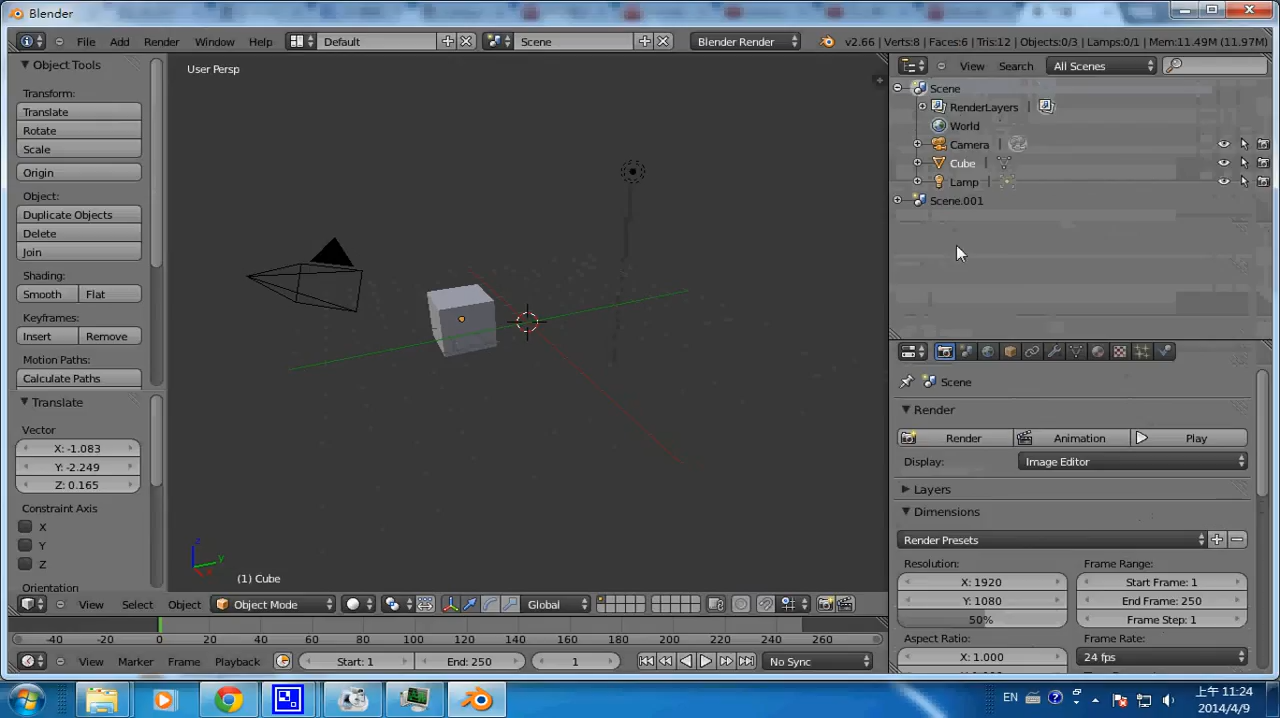 Blender
File Add Render Window Help Default Scene Blender Render v2.66 | Verts:8 | Faces:6 | Tris:12 | Objects:0/3 | Lamps:0/1 | Mem:11.49M (11.97M)
Object Tools
Transform:
Translate
Rotate
Scale
Origin
Object:
Duplicate Objects
Delete
Join
Shading:
Smooth Flat
Keyframes:
Insert Remove
Motion Paths:
Calculate Paths
Translate
Vector
X: -1.083
Y: -2.249
Z: 0.165
Constraint Axis
X
Y
Z
Orientation
User Persp
z
y
(1) Cube
View Select Object Object Mode Global
-40 -20 0 20 40 60 80 100 120 140 160 180 200 220 240 260
View Marker Frame Playback Start: 1 End: 250 1 No Sync
View Search All Scenes
Scene
RenderLayers
World
Camera
Cube
Lamp
Scene.001
Scene
Render
Render Animation Play
Display: Image Editor
Layers
Dimensions
Render Presets
Resolution: Frame Range:
X: 1920 Start Frame: 1
Y: 1080 End Frame: 250
50% Frame Step: 1
Aspect Ratio: Frame Rate:
X: 1.000 24 fps
EN 上午 11:24
2014/4/9